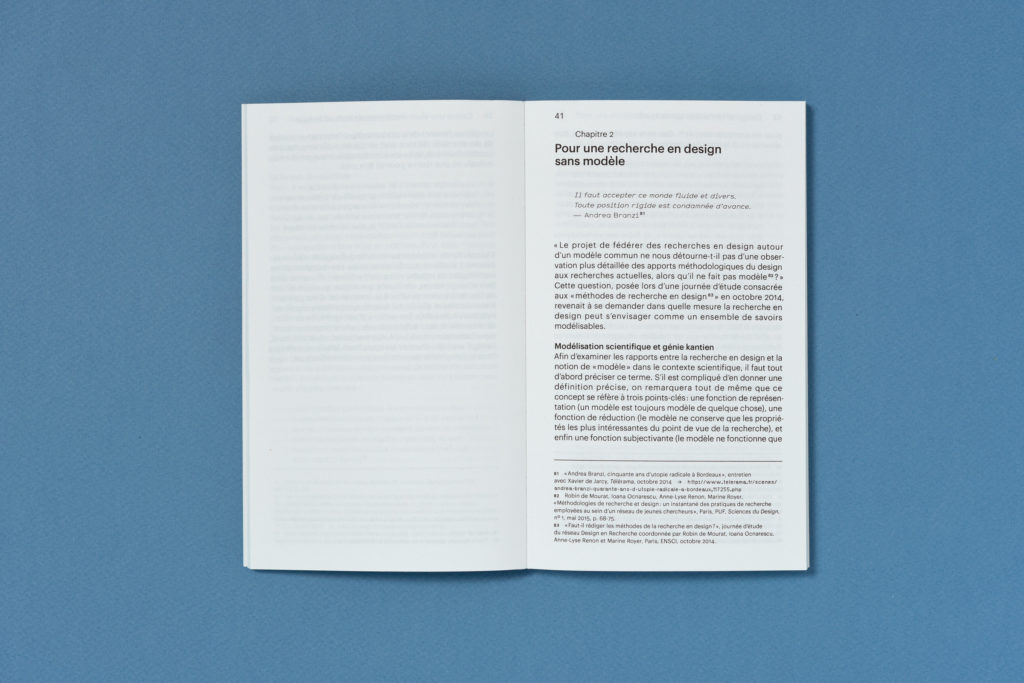 41
Chapitre 2
Pour une recherche en design
sans modèle
Il faut accepter ce monde fluide et divers.
Toute position rigide est condamnée d'avance.
— Andrea Branzi81
« Le projet de fédérer des recherches en design autour
d'un modèle commun ne nous détourne-t-il pas d'une obser-
vation plus détaillée des apports méthodologiques du design
aux recherches actuelles, alors qu'il ne fait pas modèle82 ? »
Cette question, posée lors d'une journée d'étude consacrée
aux « méthodes de recherche en design83 » en octobre 2014,
revenait à se demander dans quelle mesure la recherche en
design peut s'envisager comme un ensemble de savoirs
modélisables.
Modélisation scientifique et génie kantien
Afin d'examiner les rapports entre la recherche en design et la
notion de « modèle » dans le contexte scientifique, il faut tout
d'abord préciser ce terme. S'il est compliqué d'en donner une
définition précise, on remarquera tout de même que ce
concept se réfère à trois points-clés : une fonction de représen-
tation (un modèle est toujours modèle de quelque chose), une
fonction de réduction (le modèle ne conserve que les proprié-
tés les plus intéressantes du point de vue de la recherche), et
enfin une fonction subjectivante (le modèle ne fonctionne que
81 « Andrea Branzi, cinquante ans d'utopie radicale à Bordeaux », entretien
avec Xavier de Jarcy, Télérama, octobre 2014 → http://www.telerama.fr/scenes/
andrea-branzi-quarante-ans-d-utopie-radicale-a-bordeaux,117255.php
82 Robin de Mourat, Ioana Ocnarescu, Anne-Lyse Renon, Marine Royer,
« Méthodologies de recherche et design : un instantané des pratiques de recherche
employées au sein d'un réseau de jeunes chercheurs », Paris, PUF, Sciences du Design,
nº 1, mai 2015, p. 68-75.
83 « Faut-il rédiger les méthodes de la recherche en design ? », journée d'étude
du réseau Design en Recherche coordonnée par Robin de Mourat, Ioana Ocnarescu,
Anne-Lyse Renon et Marine Royer, Paris, ENSCI, octobre 2014.